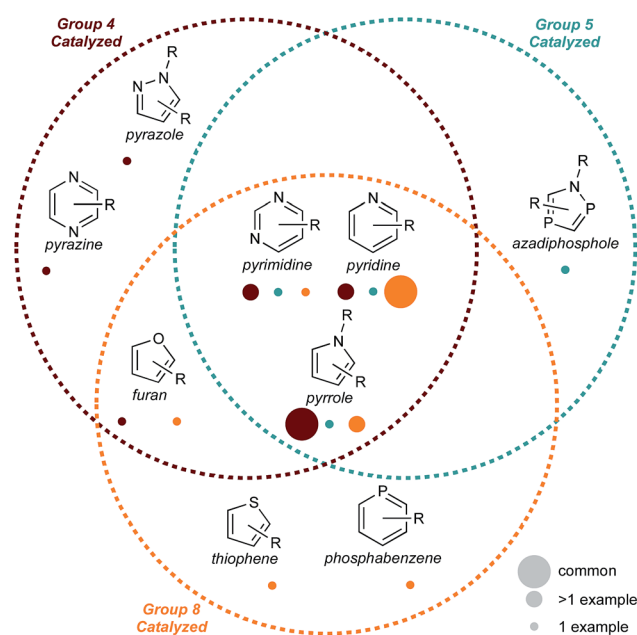 Group 4
Catalyzed
Group 5
Catalyzed
R
N
N
pyrazole
N
R
N
pyrazine
R
N
R
P
P
azadiphosphole
N
R
N
pyrimidine
N
R
pyridine
O
R
furan
R
N
R
pyrrole
S
R
thiophene
P
R
phosphabenzene
Group 8
Catalyzed
common
>1 example
1 example